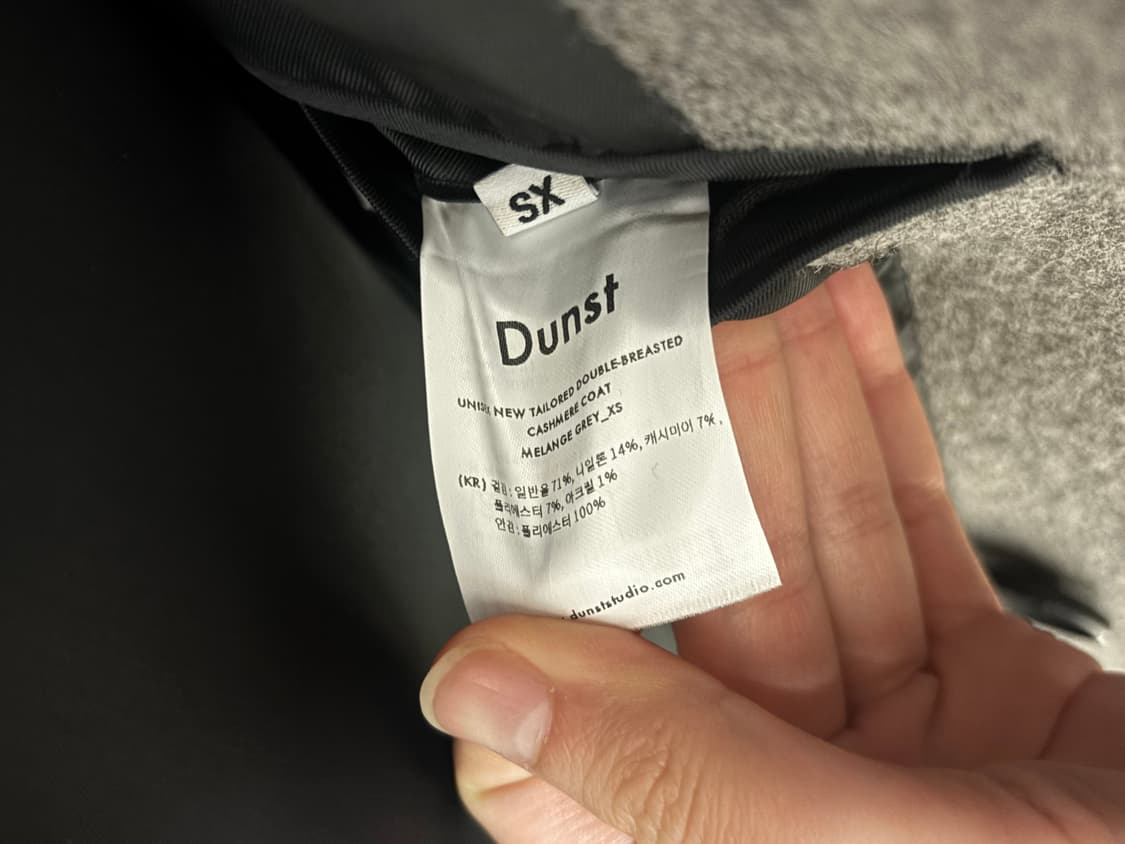 XS
Dunst
UNISEX NEW TAILORED DOUBLE-BREASTED
CASHMERE COAT
MELANGE GREY_XS
(KR) 겉감 : 일반울 71%, 나일론 14%, 캐시미어 7% ,
폴리에스터 7%, 아크릴 1%
안감 : 폴리에스터 100%
dunststudio.com